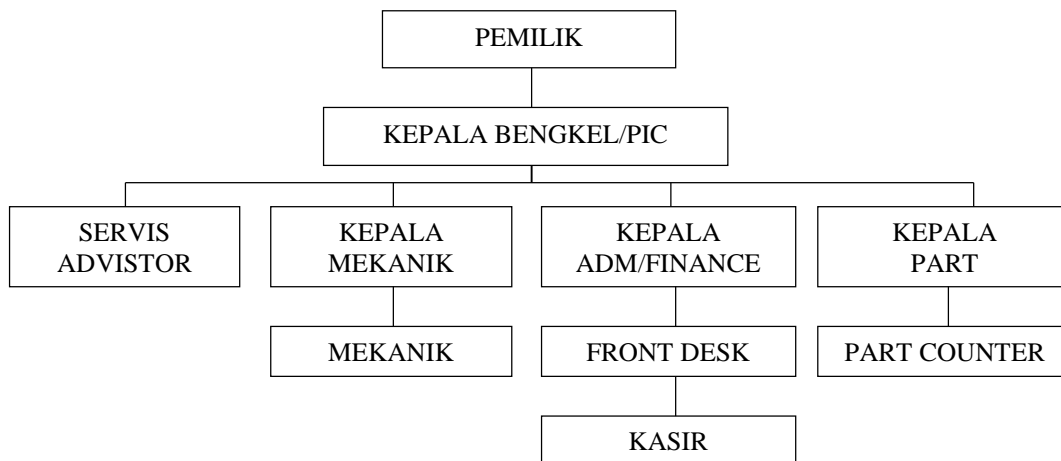 PEMILIK
KEPALA BENGKEL/PIC
SERVIS
ADVISTOR
KEPALA
MEKANIK
KEPALA
ADM/FINANCE
KEPALA
PART
MEKANIK
FRONT DESK
PART COUNTER
KASIR